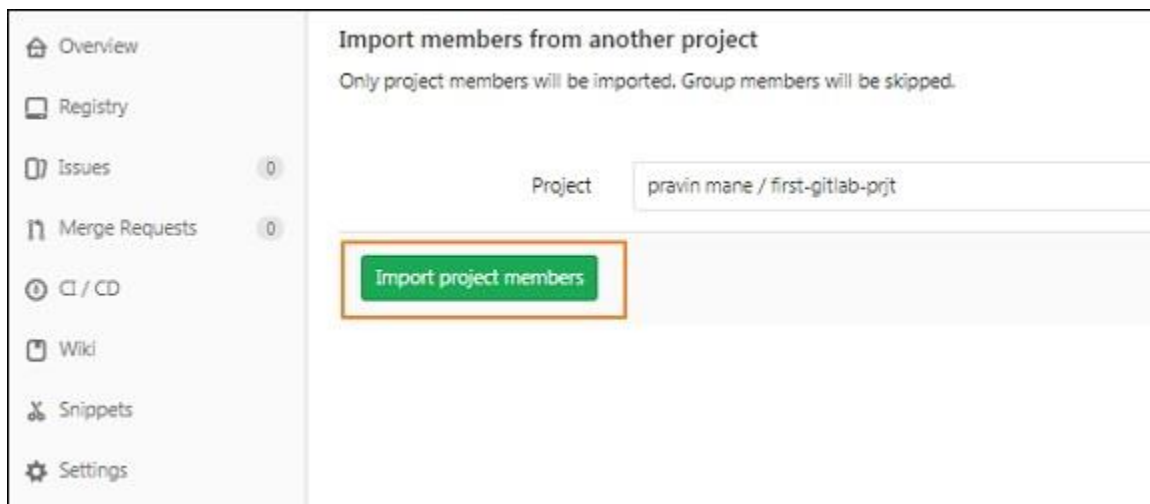 Overview
Registry
Issues 0
Merge Requests 0
CI / CD
Wiki
Snippets
Settings
Import members from another project
Only project members will be imported. Group members will be skipped.
Project pravin mane / first-gitlab-prjt
Import project members